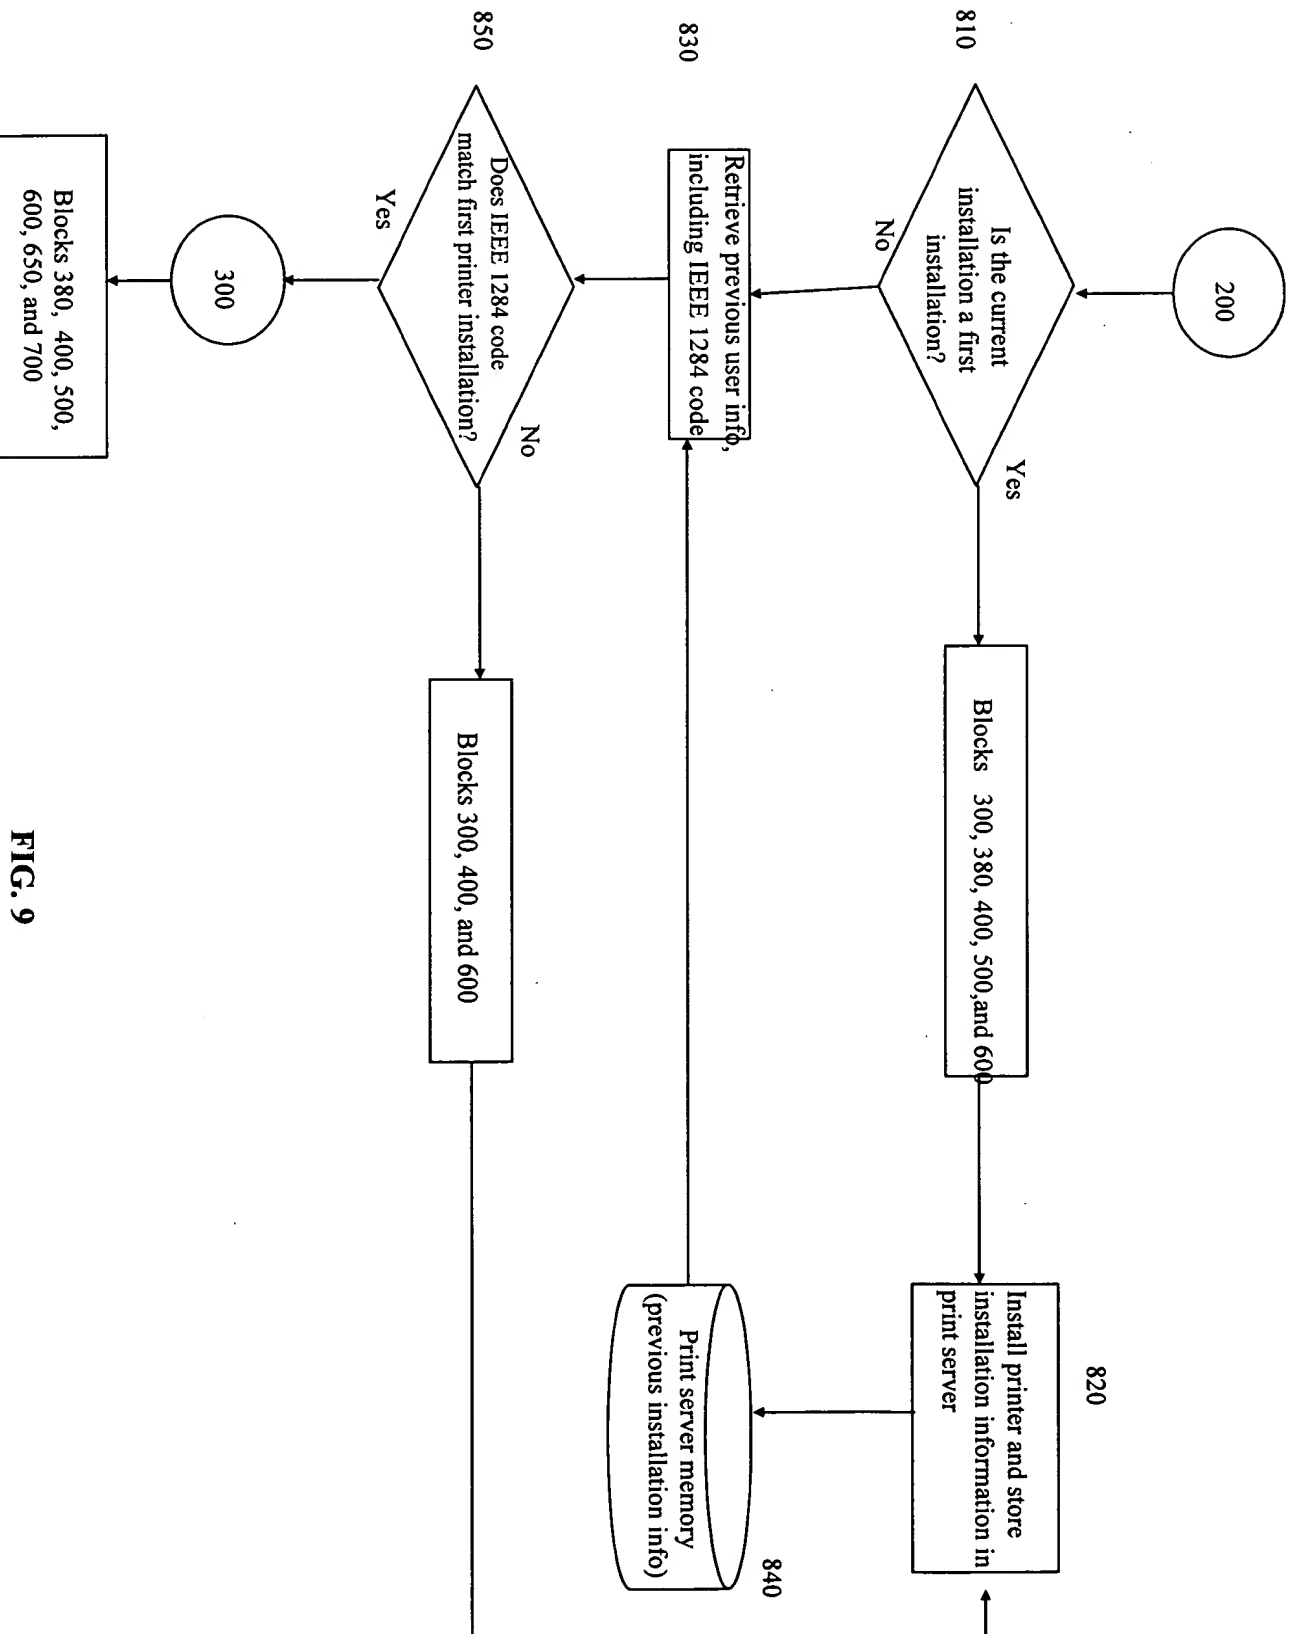 200
810
Is the current
installation a first
installation?
Yes
No
Blocks 300, 380, 400, 500,and 600
820
Install printer and store
installation information in
print server
830
Retrieve previous user info,
including IEEE 1284 code
840
Print server memory
(previous installation info)
850
Does IEEE 1284 code
match first printer installation?
No
Yes
Blocks 300, 400, and 600
300
Blocks 380, 400, 500,
600, 650, and 700
FIG. 9